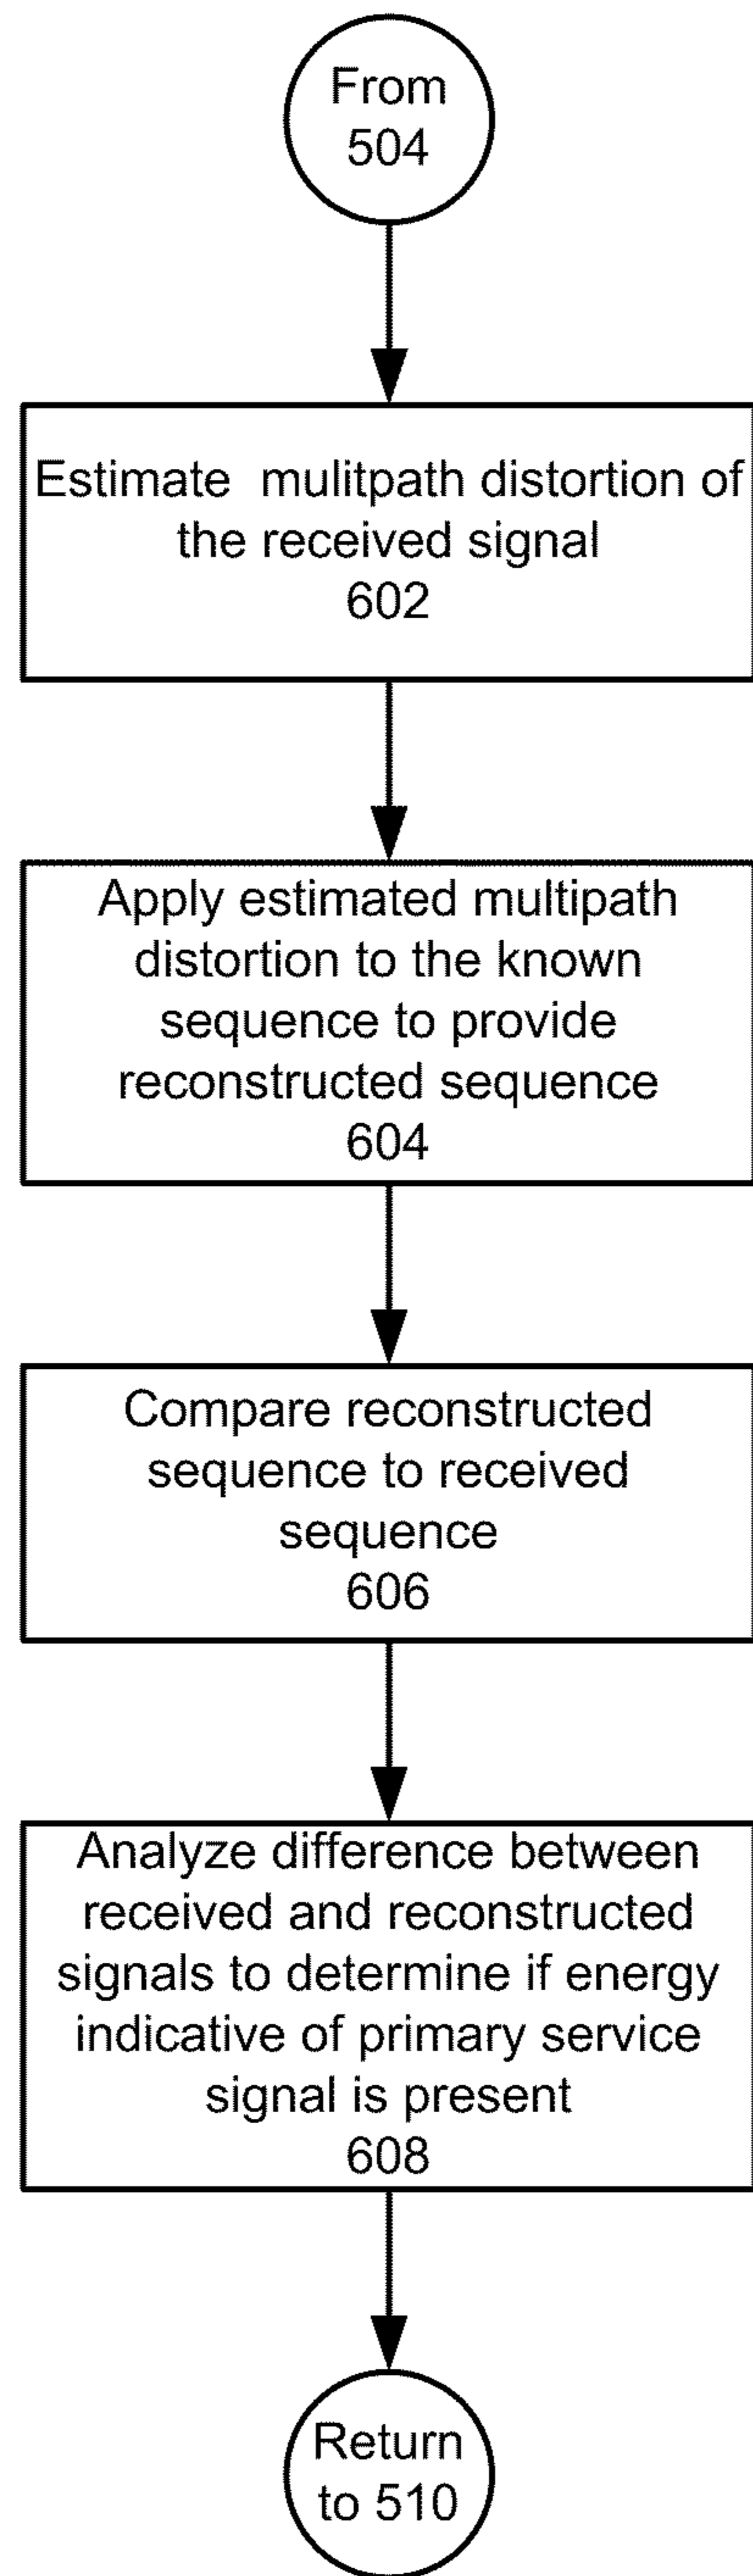 From
504
Estimate  mulitpath distortion of
the received signal
602
Apply estimated multipath
distortion to the known
sequence to provide
reconstructed sequence
604
Compare reconstructed
sequence to received
sequence
606
Analyze difference between
received and reconstructed
signals to determine if energy
indicative of primary service
signal is present
608
Return
to 510